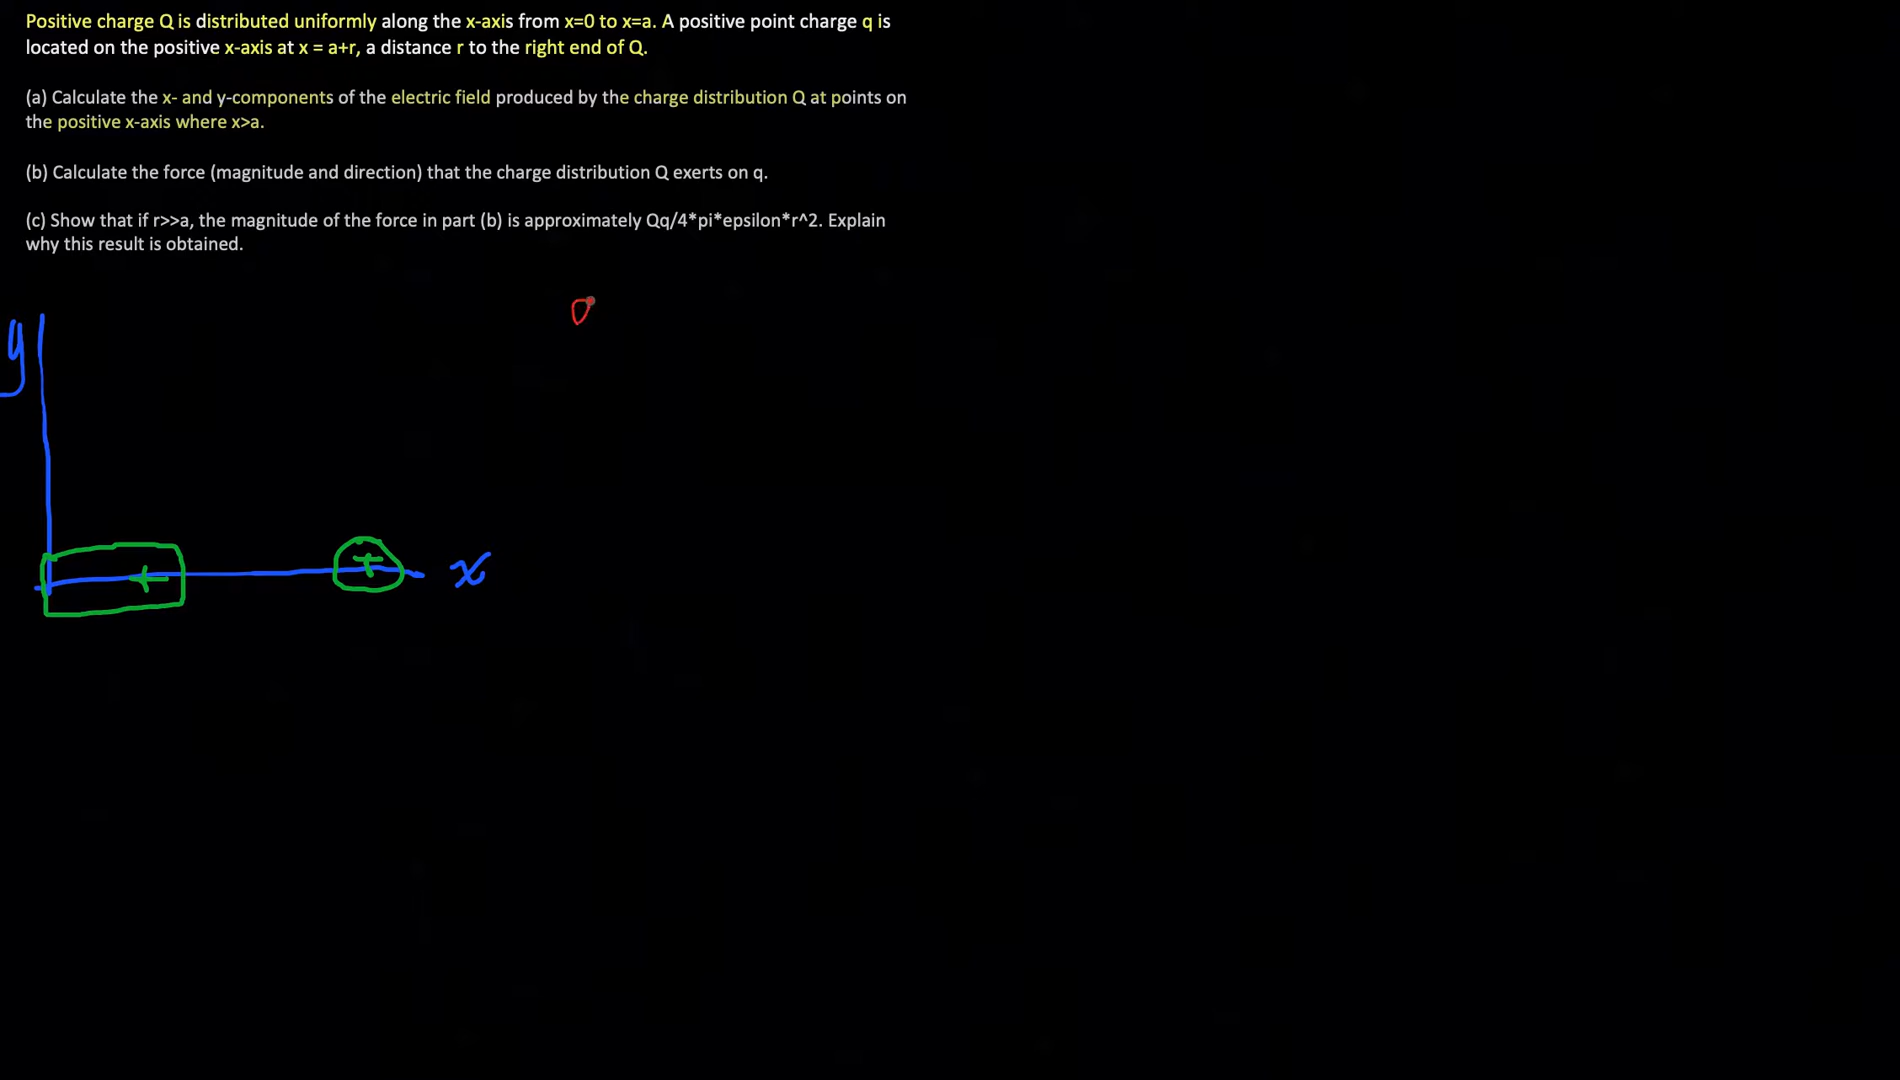 Positive charge Q is distributed uniformly along the x-axis from x=0 to x=a. A positive point charge q is
located on the positive x-axis at x = a+r, a distance r to the right end of Q.
(a) Calculate the x- and y-components of the electric field produced by the charge distribution Q at points on
the positive x-axis where x>a.
(b) Calculate the force (magnitude and direction) that the charge distribution Q exerts on q.
(c) Show that if r>>a, the magnitude of the force in part (b) is approximately Qq/4*pi*epsilon*r^2. Explain
why this result is obtained.
y
+
+
x